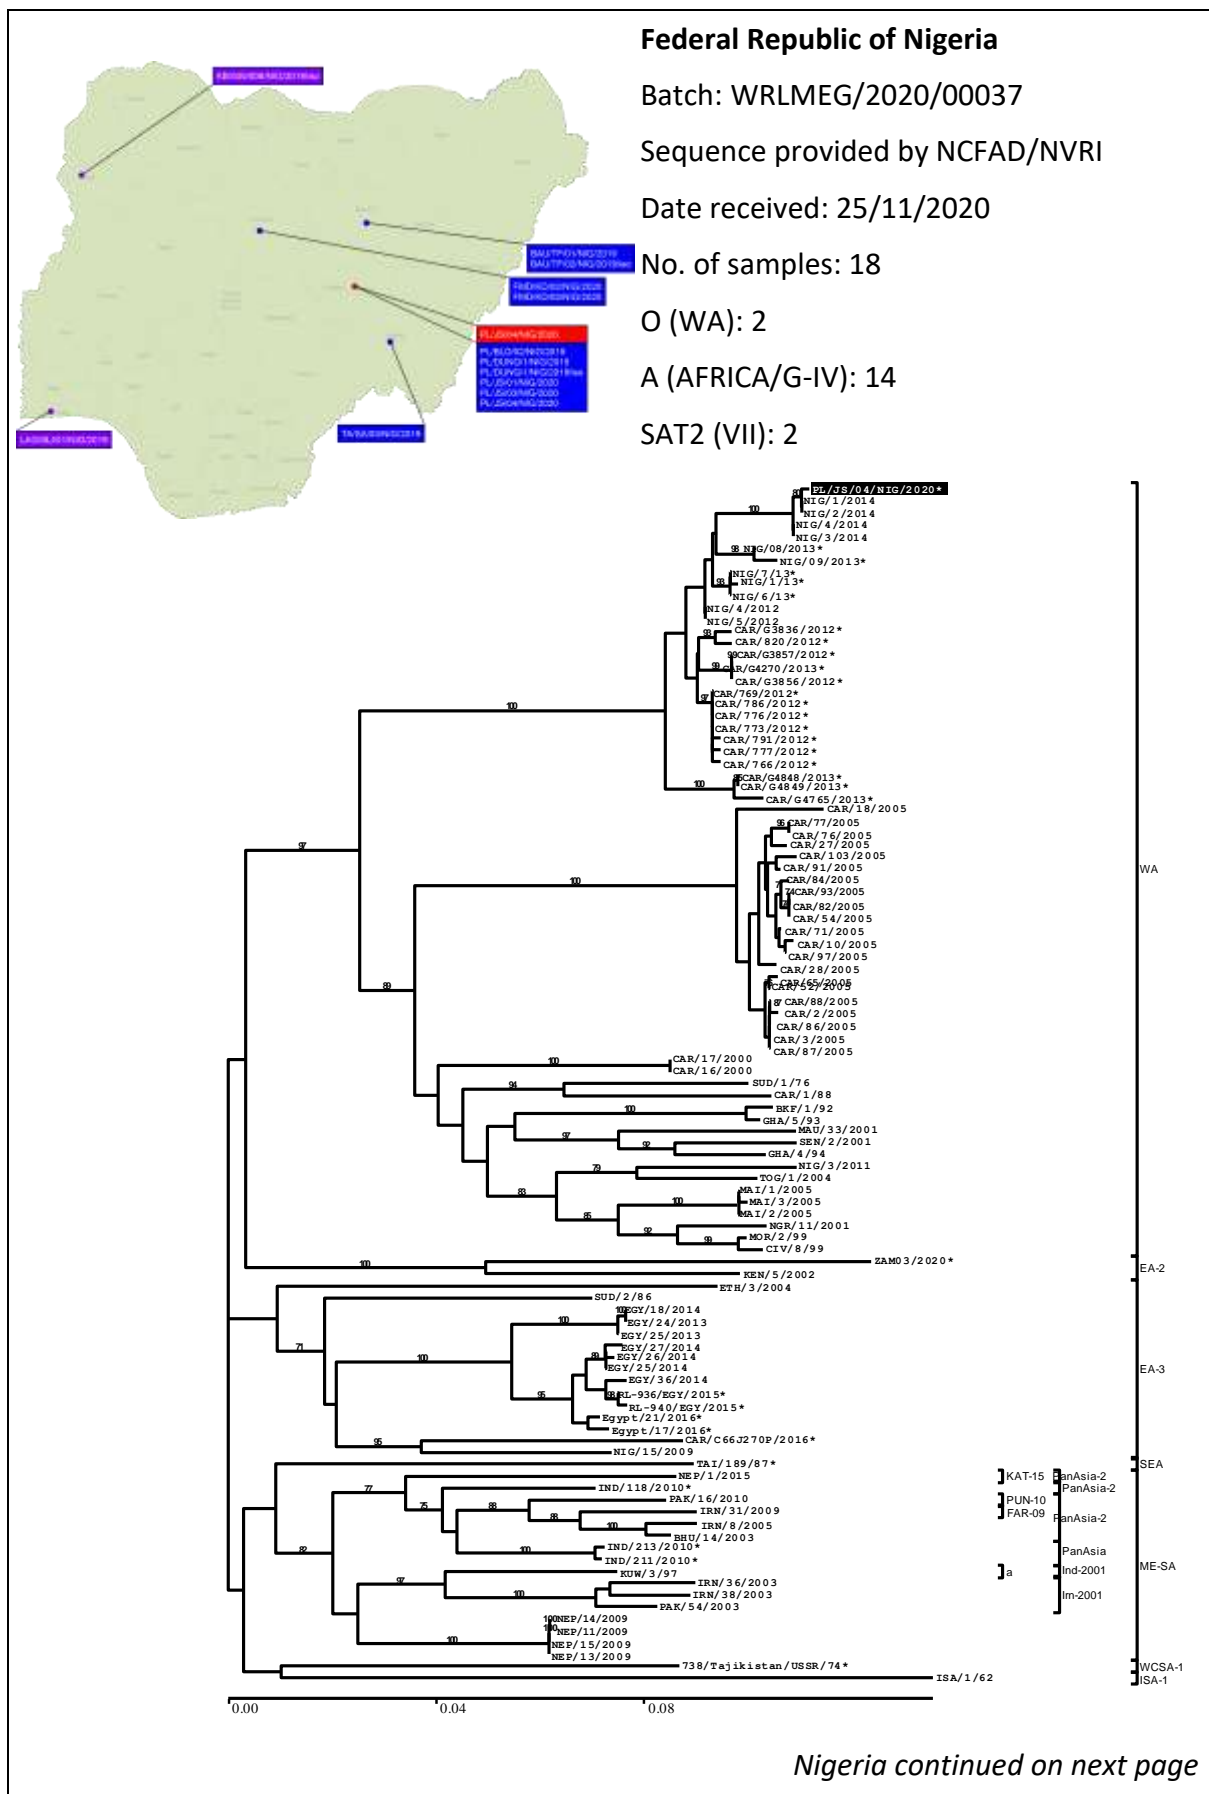 Federal Republic of Nigeria
Batch: WRLMEG/2020/00037
Sequence provided by NCFAD/NVRI
Date received: 25/11/2020
No. of samples: 18
O (WA): 2
A (AFRICA/G-IV): 14
SAT2 (VII): 2
PL/JS/04/NIG/2020*
NIG/1/2014
NIG/2/2014
NIG/4/2014
NIG/3/2014
NIG/08/2013*
NIG/09/2013*
NIG/7/13*
NIG/1/13*
NIG/6/13*
NIG/4/2012
NIG/5/2012
CAR/G3836/2012*
CAR/820/2012*
CAR/G3857/2012*
CAR/G4270/2013*
CAR/G3856/2012*
CAR/769/2012*
CAR/786/2012*
CAR/776/2012*
CAR/773/2012*
CAR/791/2012*
CAR/777/2012*
CAR/766/2012*
CAR/G4848/2013*
CAR/G4849/2013*
CAR/G4765/2013*
CAR/18/2005
CAR/77/2005
CAR/76/2005
CAR/27/2005
CAR/103/2005
CAR/91/2005
CAR/84/2005
CAR/93/2005
CAR/82/2005
CAR/54/2005
CAR/71/2005
CAR/10/2005
CAR/97/2005
CAR/28/2005
CAR/65/2005
CAR/52/2005
CAR/88/2005
CAR/2/2005
CAR/86/2005
CAR/3/2005
CAR/87/2005
WA
CAR/17/2000
CAR/16/2000
SUD/1/76
CAR/1/88
BKF/1/92
GHA/5/93
MAU/33/2001
SEN/2/2001
GHA/4/94
NIG/3/2011
TOG/1/2004
MAI/1/2005
MAI/3/2005
MAI/2/2005
NGR/11/2001
MOR/2/99
CIV/8/99
ZAM03/2020*
KEN/5/2002
EA-2
ETH/3/2004
SUD/2/86
EGY/18/2014
EGY/24/2013
EGY/25/2013
EGY/27/2014
EGY/26/2014
EGY/25/2014
EGY/36/2014
RL-936/EGY/2015*
RL-940/EGY/2015*
Egypt/21/2016*
Egypt/17/2016*
CAR/C66J270P/2016*
NIG/15/2009
EA-3
TAI/189/87*
SEA
NEP/1/2015
KAT-15
PanAsia-2
IND/118/2010*
PanAsia-2
PAK/16/2010
PUN-10
IRN/31/2009
FAR-09
PanAsia-2
IRN/8/2005
BHU/14/2003
IND/213/2010*
IND/211/2010*
PanAsia
KUW/3/97
a
Ind-2001
ME-SA
IRN/36/2003
IRN/38/2003
PAK/54/2003
Irn-2001
NEP/14/2009
NEP/11/2009
NEP/15/2009
NEP/13/2009
738/Tajikistan/USSR/74*
WCSA-1
ISA/1/62
ISA-1
0.00 0.04 0.08
Nigeria continued on next page